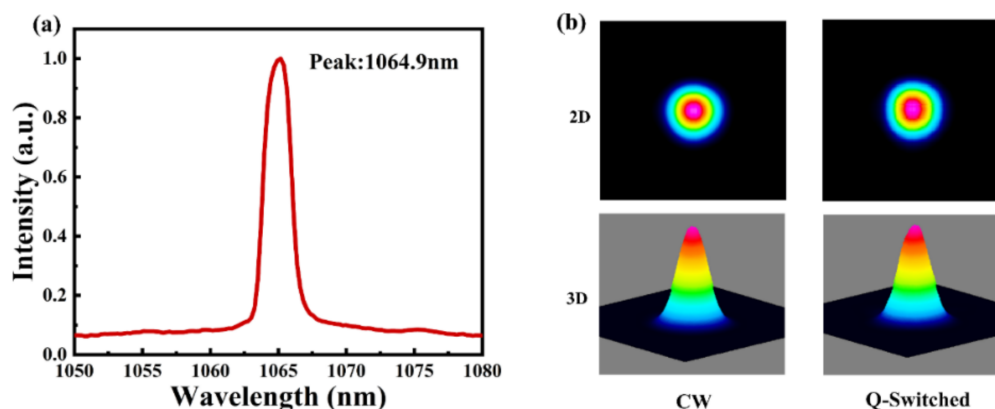 (a)
Peak:1064.9nm
Intensity (a.u.)
1.0
0.8
0.6
0.4
0.2
0.0
1050 1055 1060 1065 1070 1075 1080
Wavelength (nm)
(b)
2D
3D
CW Q-Switched